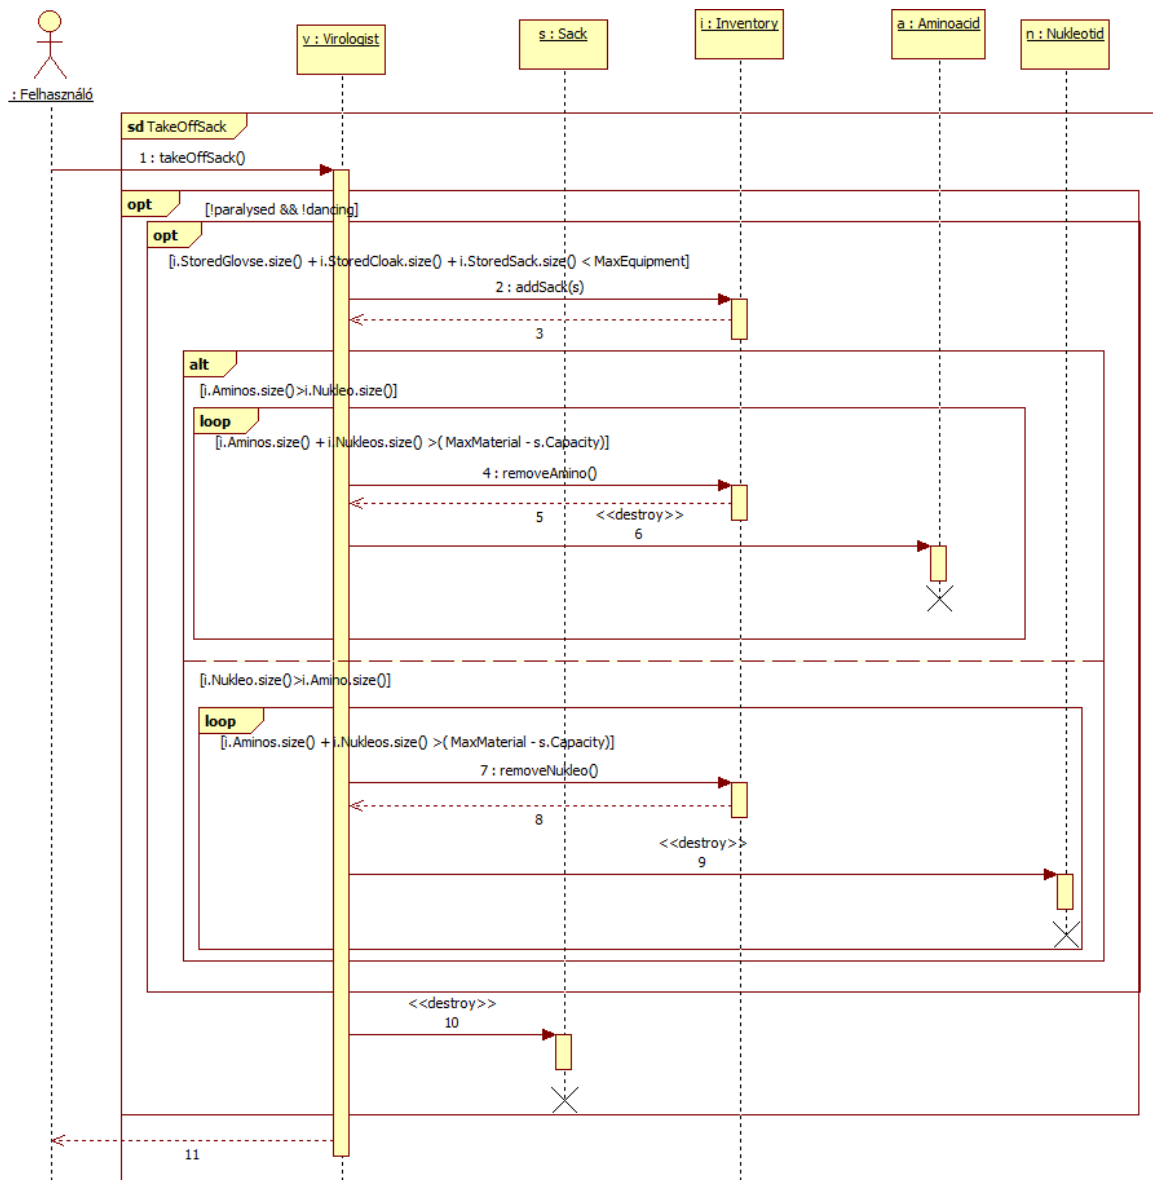 v : Virologist
s : Sack
i : Inventory
a : Aminoacid
n : Nukleotid
: Felhasználó
sd TakeOffSack
1 : takeOffSack()
opt
[!paralysed && !dancing]
opt
[i.StoredGlovse.size() + i.StoredCloak.size() + i.StoredSack.size() < MaxEquipment]
2 : addSack(s)
3
alt
[i.Aminos.size()>i.Nukleo.size()]
loop
[i.Aminos.size() + i.Nukleos.size() >( MaxMaterial - s.Capacity)]
4 : removeAmino()
5
<<destroy>>
6
[i.Nukleo.size()>i.Amino.size()]
loop
[i.Aminos.size() + i.Nukleos.size() >( MaxMaterial - s.Capacity)]
7 : removeNukleo()
8
<<destroy>>
9
<<destroy>>
10
11